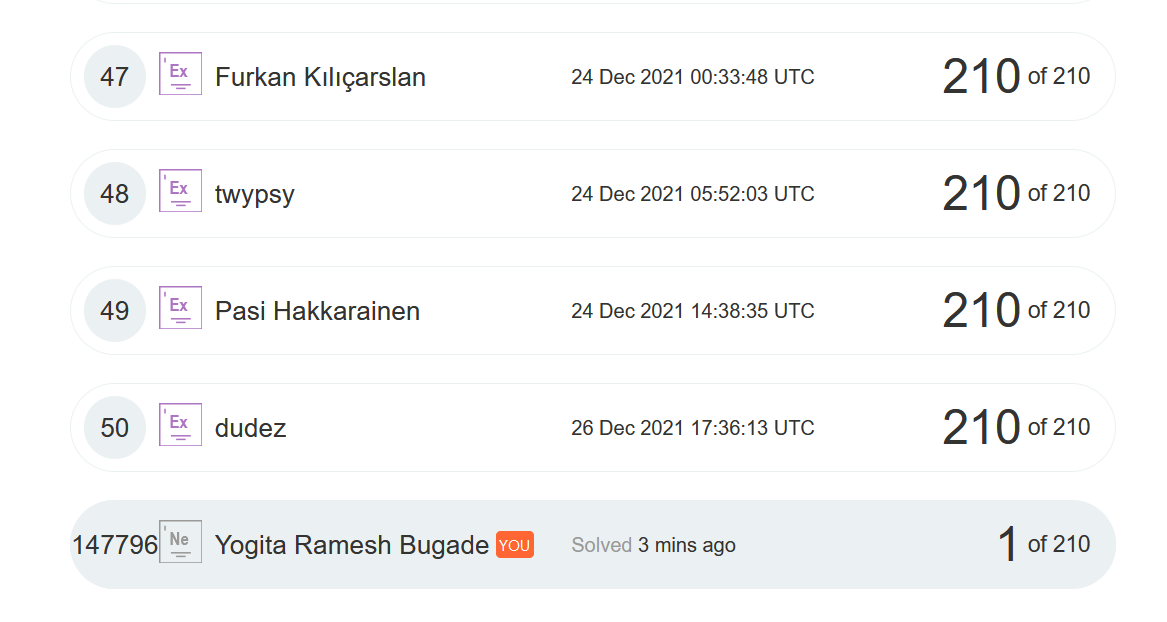 47 Ex Furkan Kılıçarslan 24 Dec 2021 00:33:48 UTC 210 of 210
48 Ex twypsy 24 Dec 2021 05:52:03 UTC 210 of 210
49 Ex Pasi Hakkarainen 24 Dec 2021 14:38:35 UTC 210 of 210
50 Ex dudez 26 Dec 2021 17:36:13 UTC 210 of 210
147796 Ne Yogita Ramesh Bugade YOU Solved 3 mins ago 1 of 210